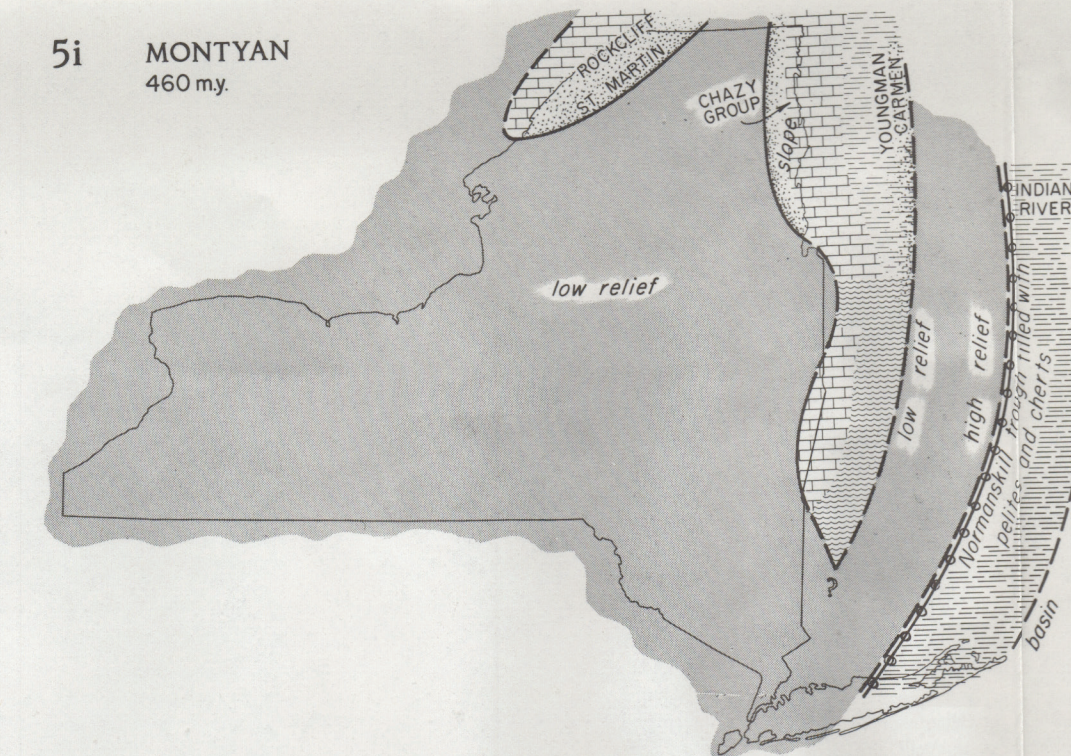 5i MONTYAN
460 m.y.
ROCKCLIFF
ST. MARTIN
CHAZY
GROUP
slope
YOUNGMAN
CARMEN
INDIAN
RIVER
low relief
low relief
high relief
Normanskill trough filled with
pelites and cherts
basin
?